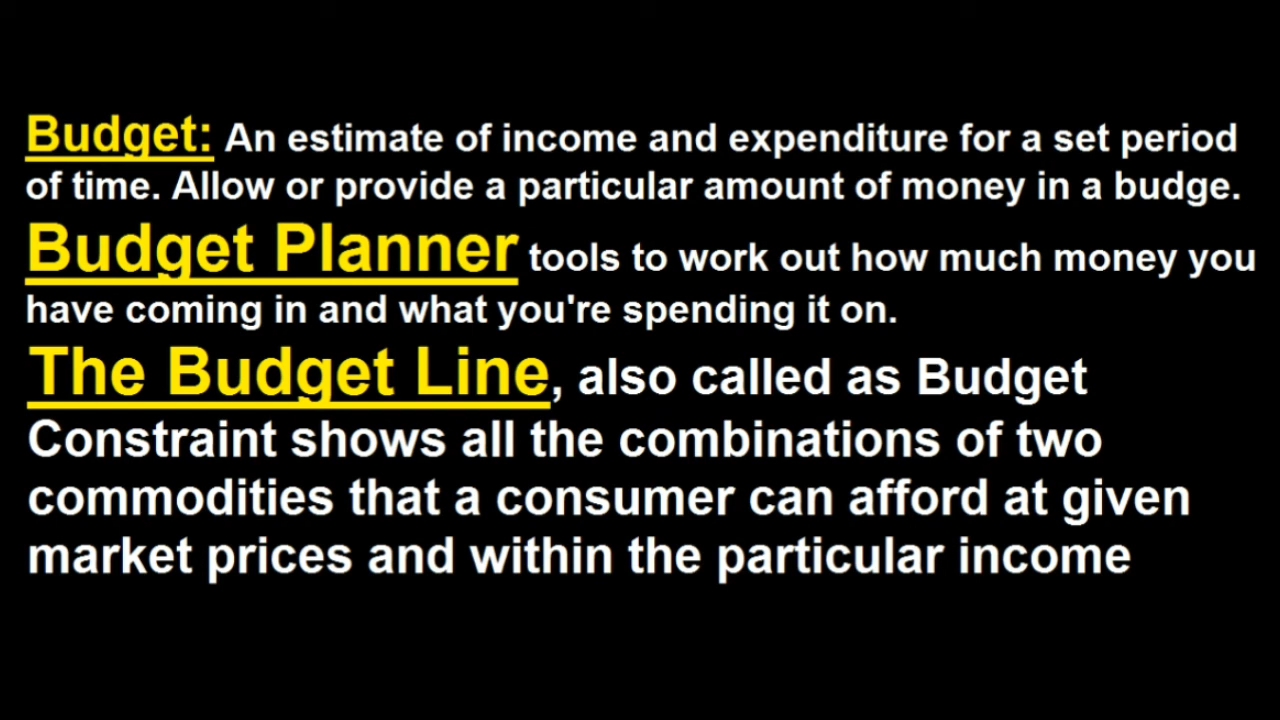 Budget: An estimate of income and expenditure for a set period
of time. Allow or provide a particular amount of money in a budge.
Budget Planner tools to work out how much money you
have coming in and what you're spending it on.
The Budget Line, also called as Budget
Constraint shows all the combinations of two
commodities that a consumer can afford at given
market prices and within the particular income